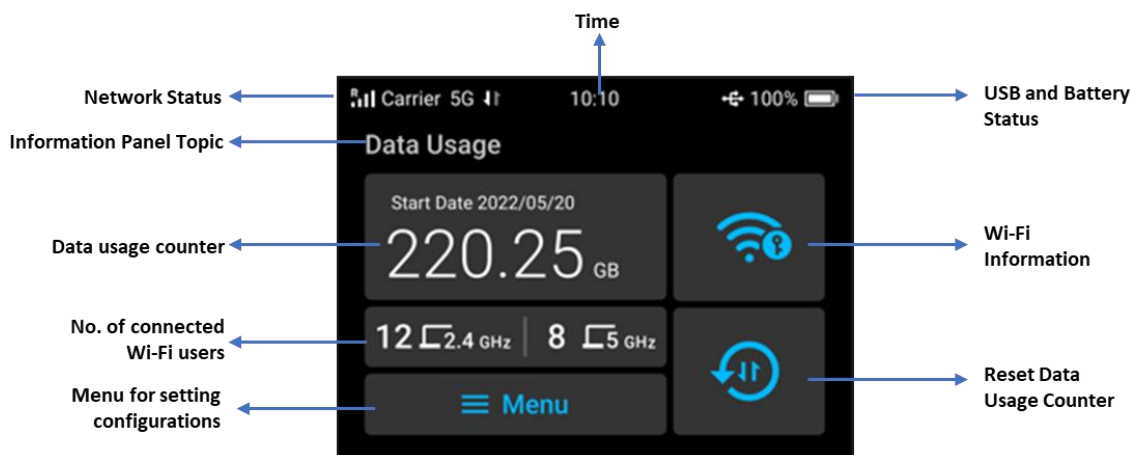 Time
Network Status
R Carrier 5G 10:10 100%
USB and Battery
Status
Information Panel Topic
Data Usage
Start Date 2022/05/20
Data usage counter
220.25 GB
Wi-Fi
Information
No. of connected
Wi-Fi users
12 2.4 GHz 8 5 GHz
Menu for setting
configurations
Menu
Reset Data
Usage Counter